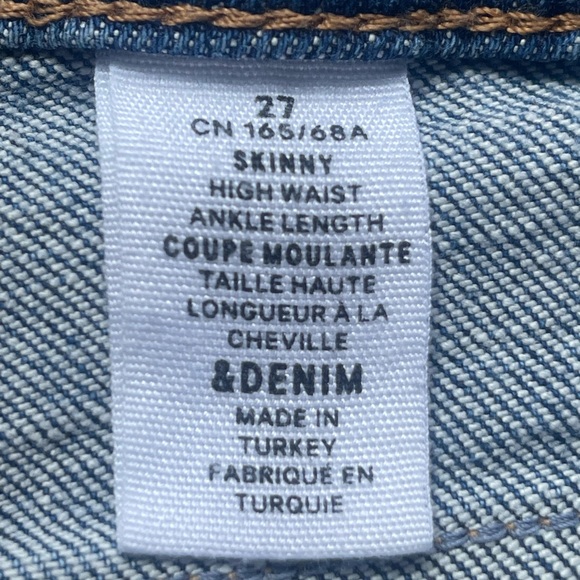 27
CN 165/68A
SKINNY
HIGH WAIST
ANKLE LENGTH
COUPE MOULANTE
TAILLE HAUTE
LONGUEUR À LA
CHEVILLE
&DENIM
MADE IN
TURKEY
FABRIQUÉ EN
TURQUIE